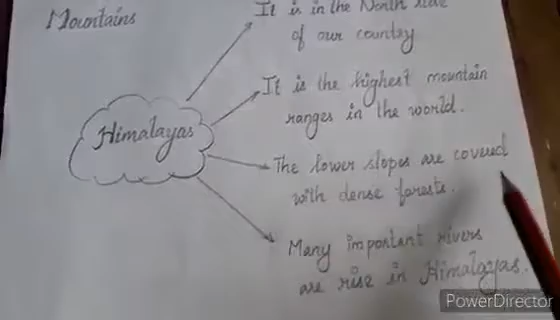 Mountains
It is in the North side
of our country
It is the highest mountain
ranges in the world.
Himalayas
The lower slopes are covered
with dense forests.
Many important rivers
are rise in Himalayas.
PowerDirector